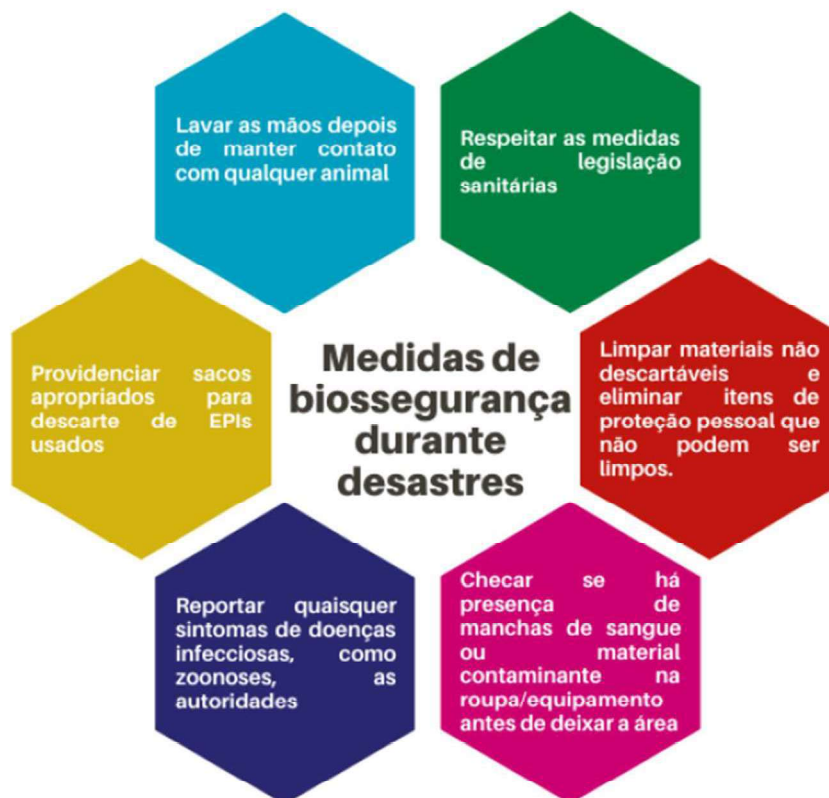 Lavar as mãos depois
de manter contato
com qualquer animal
Respeitar as medidas
de legislação
sanitárias
Providenciar sacos
apropriados para
descarte de EPIs
usados
Medidas de
biossegurança
durante
desastres
Limpar materiais não
descartáveis e
eliminar itens de
proteção pessoal que
não podem ser
limpos.
Reportar quaisquer
sintomas de doenças
infecciosas, como
zoonoses, as
autoridades
Checar se há
presença de
manchas de sangue
ou material
contaminante na
roupa/equipamento
antes de deixar a área